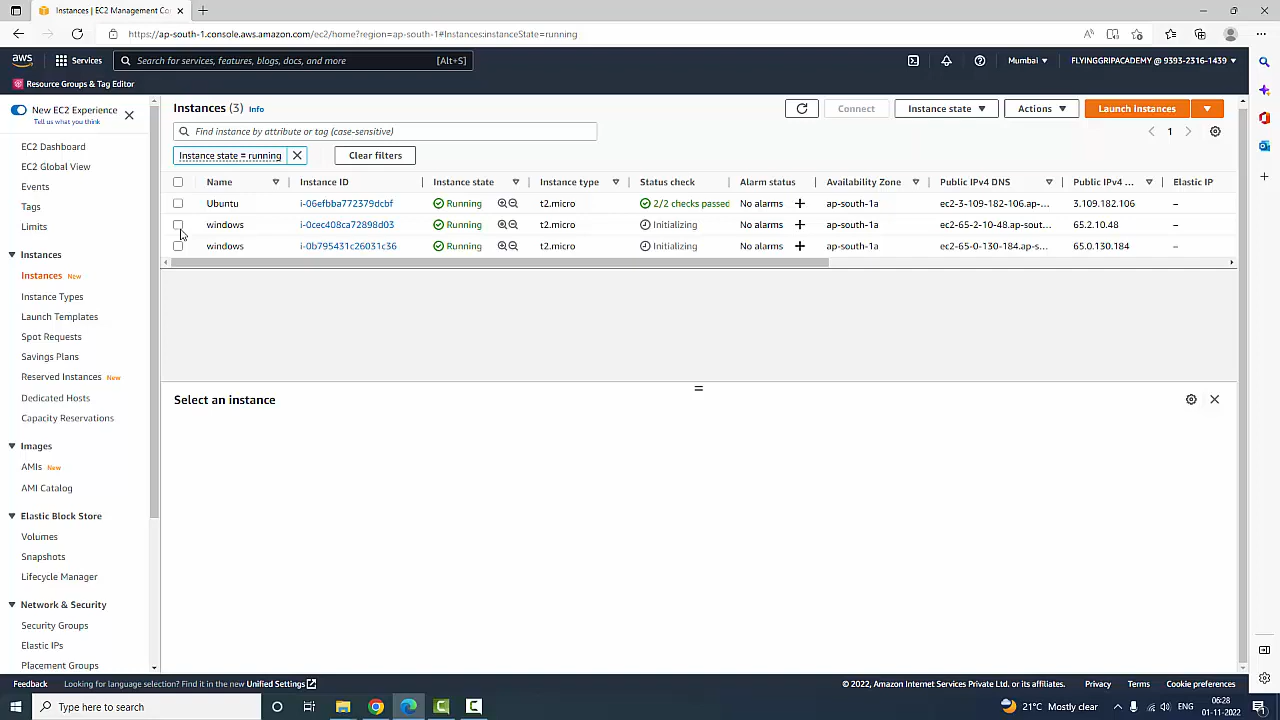 Instances | EC2 Management Co
https://ap-south-1.console.aws.amazon.com/ec2/home?region=ap-south-1#Instances:instanceState=running
aws
Services
Search for services, features, blogs, docs, and more
[Alt+S]
Mumbai
FLYINGGRIPACADEMY @ 9393-2316-1439
Resource Groups & Tag Editor
New EC2 Experience
Tell us what you think
EC2 Dashboard
EC2 Global View
Events
Tags
Limits
Instances
Instances New
Instance Types
Launch Templates
Spot Requests
Savings Plans
Reserved Instances New
Dedicated Hosts
Capacity Reservations
Images
AMIs New
AMI Catalog
Elastic Block Store
Volumes
Snapshots
Lifecycle Manager
Network & Security
Security Groups
Elastic IPs
Placement Groups
Instances (3) Info
Connect
Instance state
Actions
Launch instances
Find instance by attribute or tag (case-sensitive)
1
Instance state = running
Clear filters
Name Instance ID Instance state Instance type Status check Alarm status Availability Zone Public IPv4 DNS Public IPv4 ... Elastic IP
Ubuntu i-06efbba772379dcbf Running t2.micro 2/2 checks passed No alarms + ap-south-1a ec2-3-109-182-106.ap-... 3.109.182.106 –
windows i-0cec408ca72898d03 Running t2.micro Initializing No alarms + ap-south-1a ec2-65-2-10-48.ap-sout... 65.2.10.48 –
windows i-0b795431c26031c36 Running t2.micro Initializing No alarms + ap-south-1a ec2-65-0-130-184.ap-s... 65.0.130.184 –
Select an instance
Feedback
Looking for language selection? Find it in the new Unified Settings
© 2022, Amazon Internet Services Private Ltd. or its affiliates.
Privacy
Terms
Cookie preferences
Type here to search
21°C Mostly clear
ENG
06:28
01-11-2022